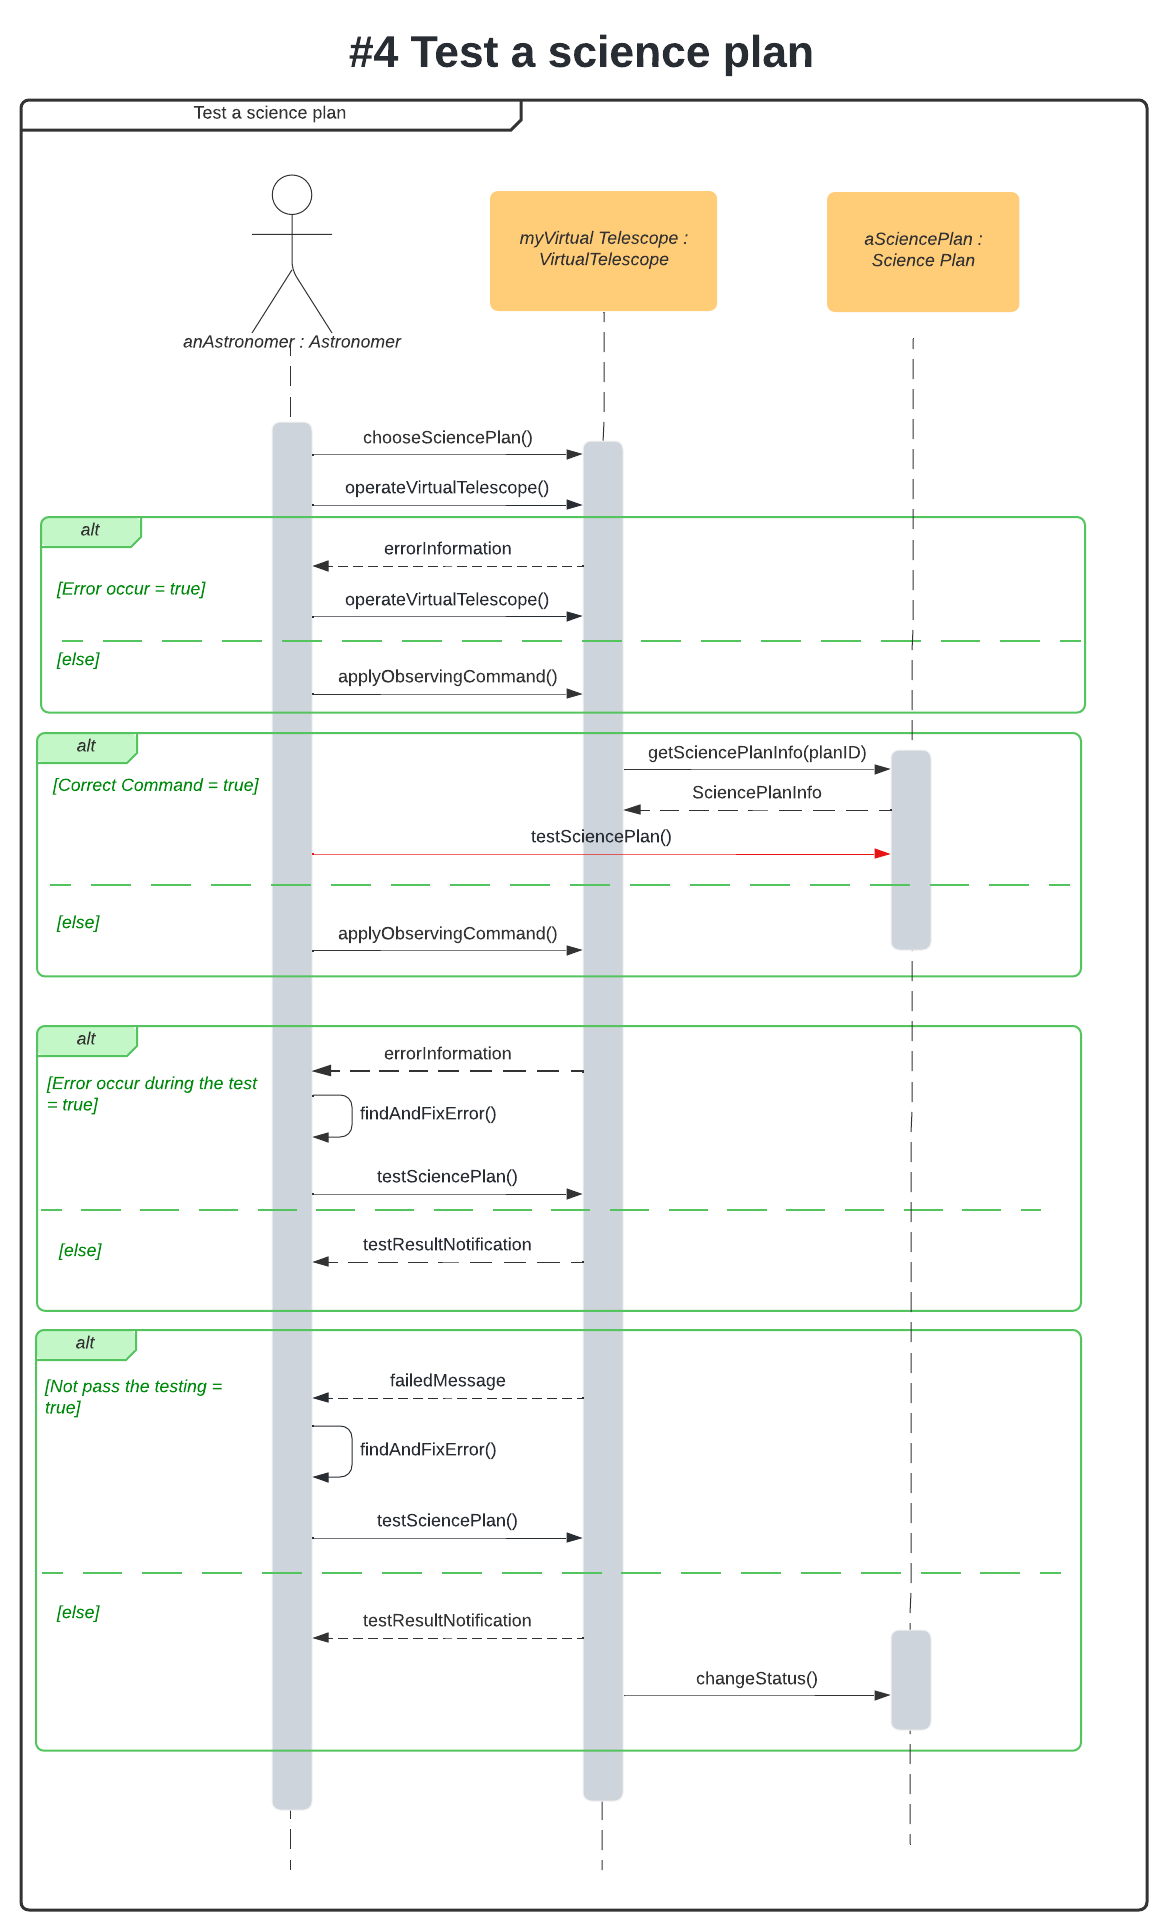 #4 Test a science plan
Test a science plan
myVirtual Telescope :
VirtualTelescope
aSciencePlan :
Science Plan
anAstronomer : Astronomer
chooseSciencePlan()
operateVirtualTelescope()
alt
errorInformation
[Error occur = true]
operateVirtualTelescope()
[else]
applyObservingCommand()
alt
getSciencePlanInfo(planID)
[Correct Command = true]
SciencePlanInfo
testSciencePlan()
[else]
applyObservingCommand()
alt
errorInformation
[Error occur during the test
= true]
findAndFixError()
testSciencePlan()
[else]
testResultNotification
alt
failedMessage
[Not pass the testing =
true]
findAndFixError()
testSciencePlan()
[else]
testResultNotification
changeStatus()